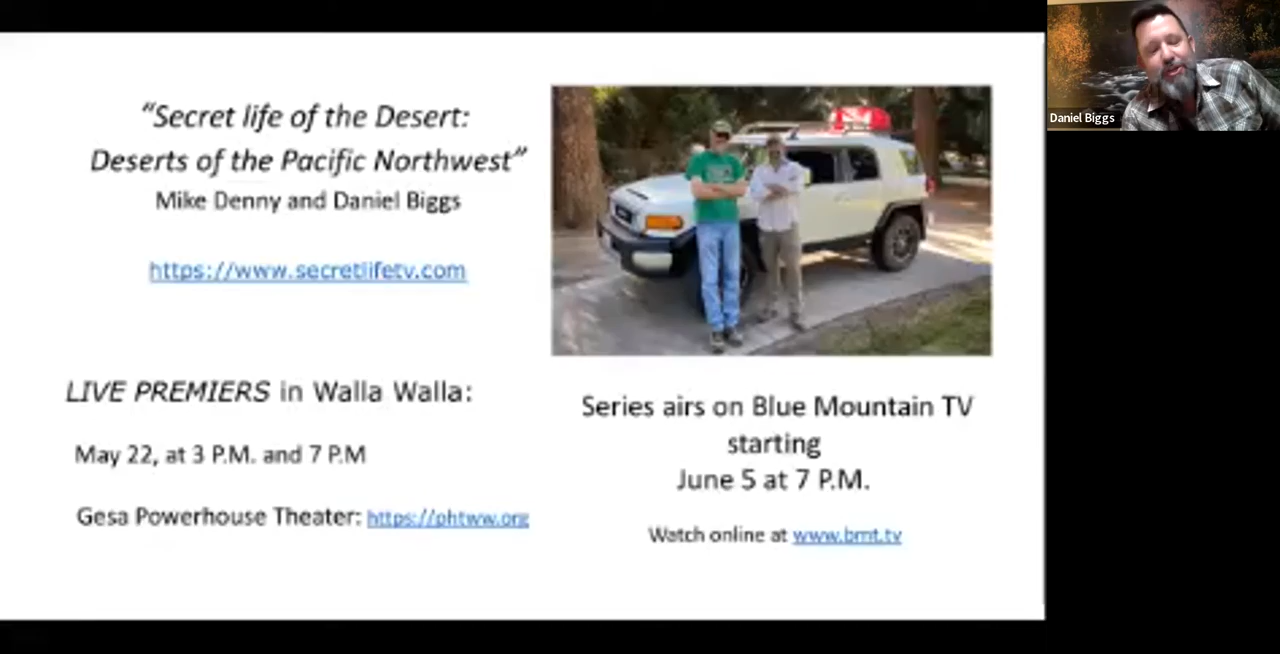 “Secret life of the Desert:
Deserts of the Pacific Northwest”
Mike Denny and Daniel Biggs
https://www.secretlifetv.com
LIVE PREMIERS in Walla Walla:
May 22, at 3 P.M. and 7 P.M
Gesa Powerhouse Theater: https://phtww.org
Series airs on Blue Mountain TV
starting
June 5 at 7 P.M.
Watch online at www.bmt.tv
Daniel Biggs